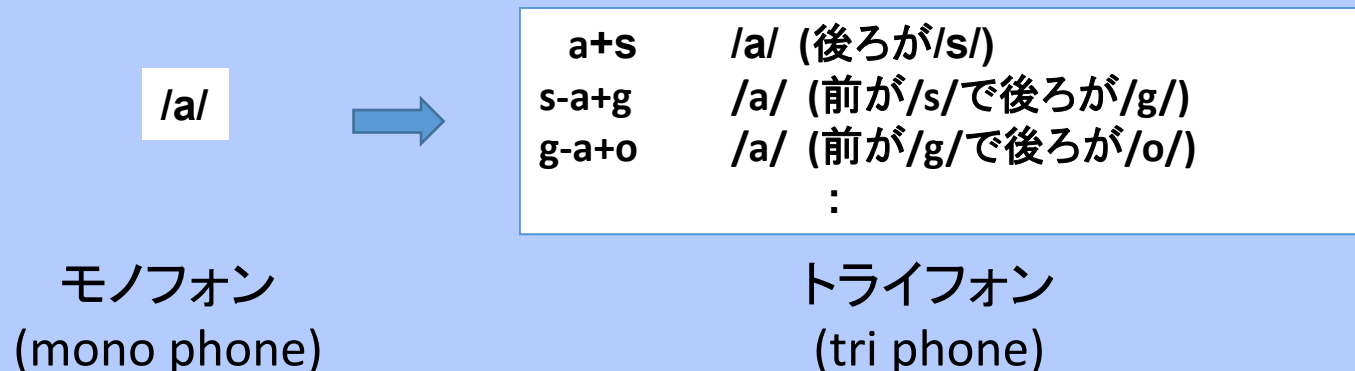 /a/
a+s /a/ (後ろが/s/)
s-a+g /a/ (前が/s/で後ろが/g/)
g-a+o /a/ (前が/g/で後ろが/o/)
:
モノフォン
(mono phone)
トライフォン
(tri phone)